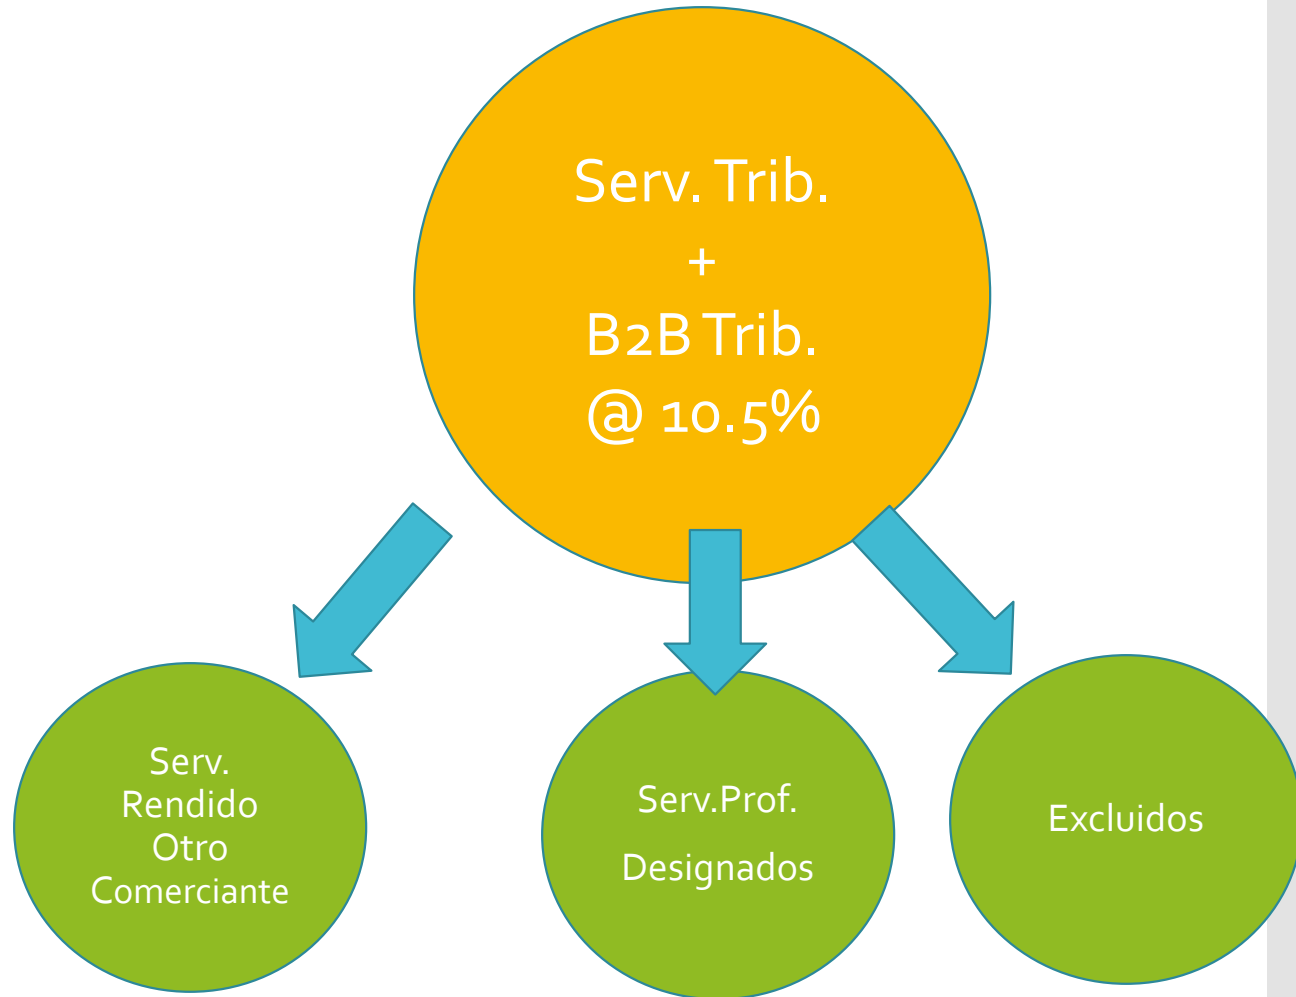 Serv. Trib.
+
B2B Trib.
@ 10.5%
Serv.
Rendido
Otro
Comerciante
Serv.Prof.
Designados
Excluidos